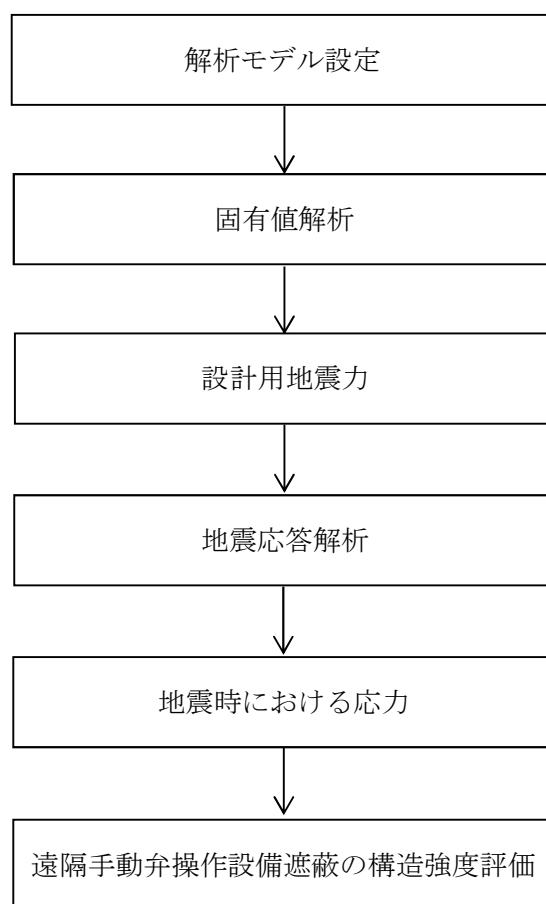 解析モデル設定
固有値解析
設計用地震力
地震応答解析
地震時における応力
遠隔手動弁操作設備遮蔽の構造強度評価